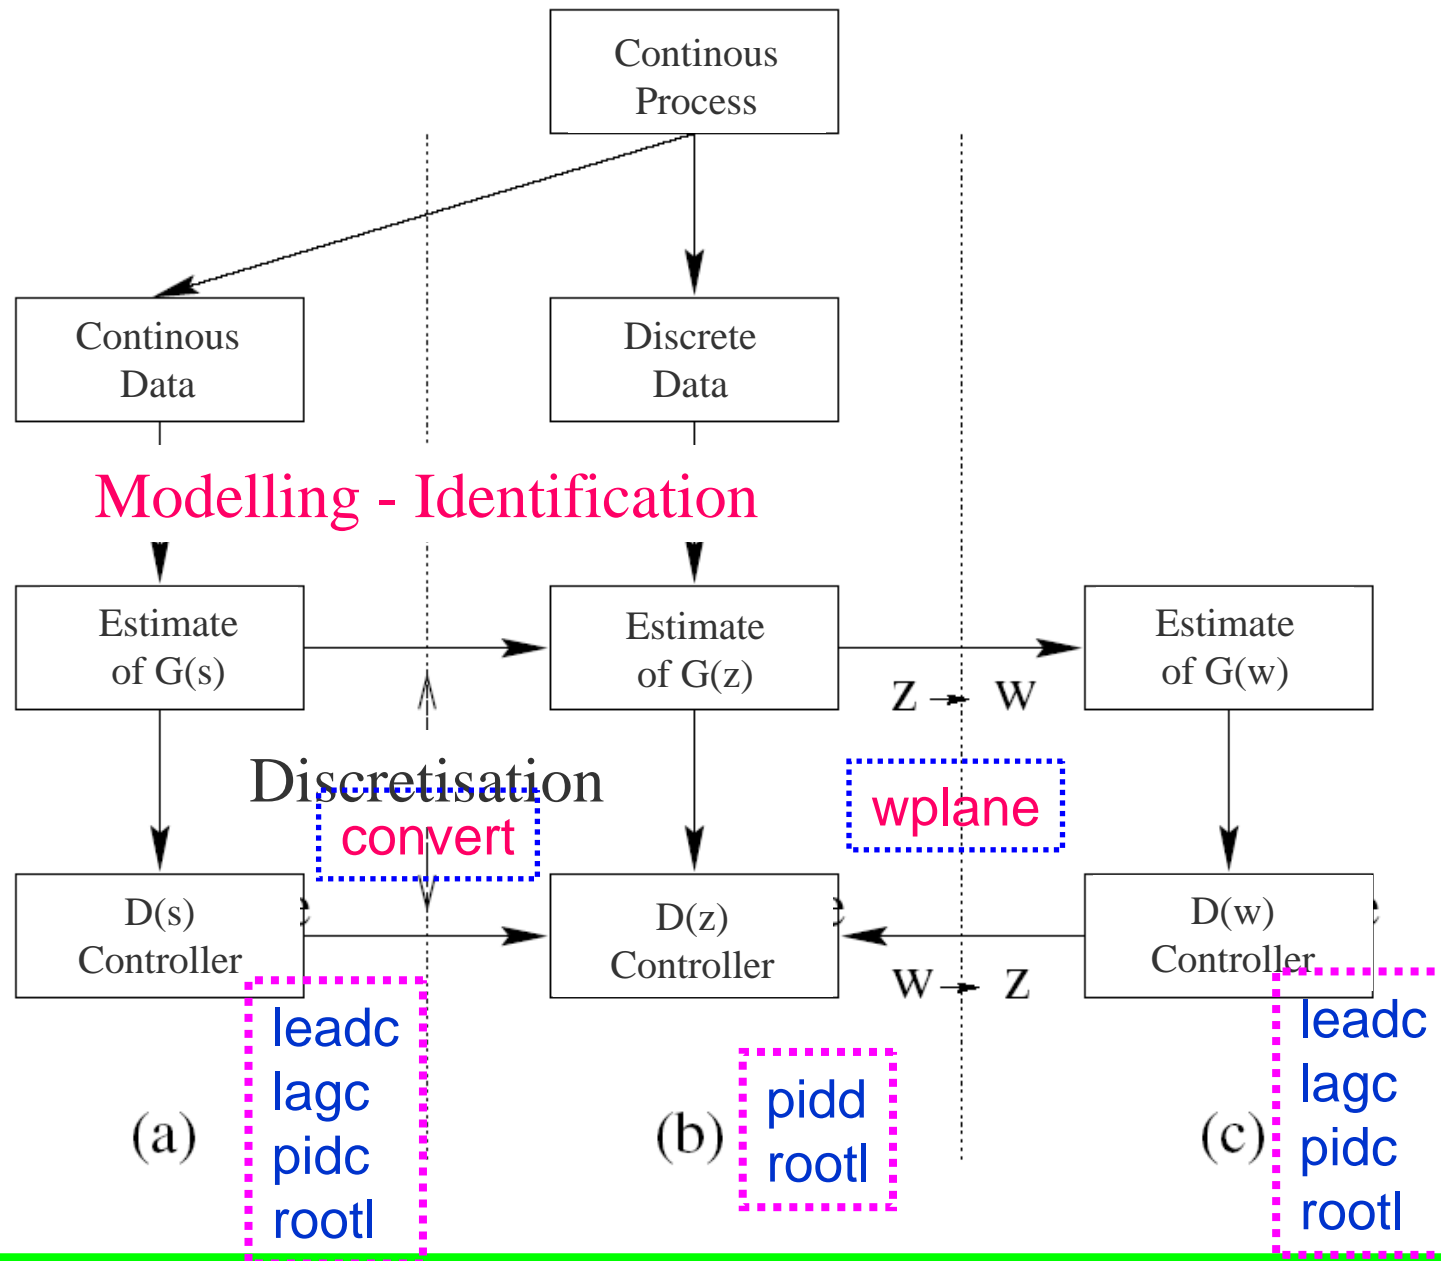 Continous
Process
Continous
Data
Discrete
Data
Modelling - Identification
Estimate
of G(s)
Estimate
of G(z)
Estimate
of G(w)
Z → W
Discretisation
convert
wplane
D(s)
Controller
D(z)
Controller
D(w)
Controller
W → Z
leadc
lagc
pidc
rootl
pidd
rootl
leadc
lagc
pidc
rootl
(a)
(b)
(c)